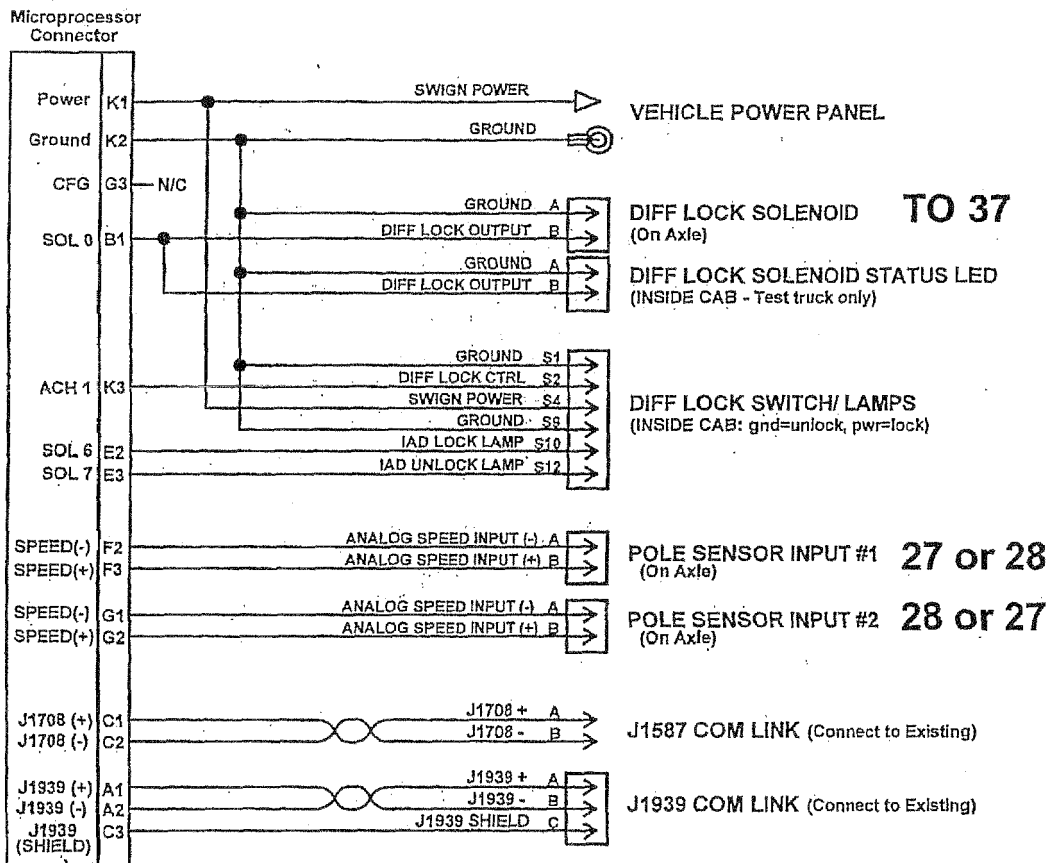 Microprocessor
Connector
Power K1 SWIGN POWER
VEHICLE POWER PANEL
Ground K2 GROUND
CFG G3 N/C
GROUND A
DIFF LOCK SOLENOID TO 37
(On Axle)
SOL 0 B1 DIFF LOCK OUTPUT B
GROUND A
DIFF LOCK SOLENOID STATUS LED
(INSIDE CAB - Test truck only)
DIFF LOCK OUTPUT B
GROUND S1
ACH 1 K3 DIFF LOCK CTRL S2
SWIGN POWER S4
DIFF LOCK SWITCH/ LAMPS
(INSIDE CAB: gnd=unlock, pwr=lock)
GROUND S9
SOL 6 E2 IAD LOCK LAMP S10
SOL 7 E3 IAD UNLOCK LAMP S12
SPEED(-) F2 ANALOG SPEED INPUT (-) A
SPEED(+) F3 ANALOG SPEED INPUT (+) B
POLE SENSOR INPUT #1 27 or 28
(On Axle)
SPEED(-) G1 ANALOG SPEED INPUT (-) A
SPEED(+) G2 ANALOG SPEED INPUT (+) B
POLE SENSOR INPUT #2 28 or 27
(On Axle)
J1708 (+) C1 J1708 + A
J1708 (-) C2 J1708 - B
J1587 COM LINK (Connect to Existing)
J1939 (+) A1 J1939 + A
J1939 (-) A2 J1939 - B
J1939 COM LINK (Connect to Existing)
J1939
(SHIELD) C3 J1939 SHIELD C